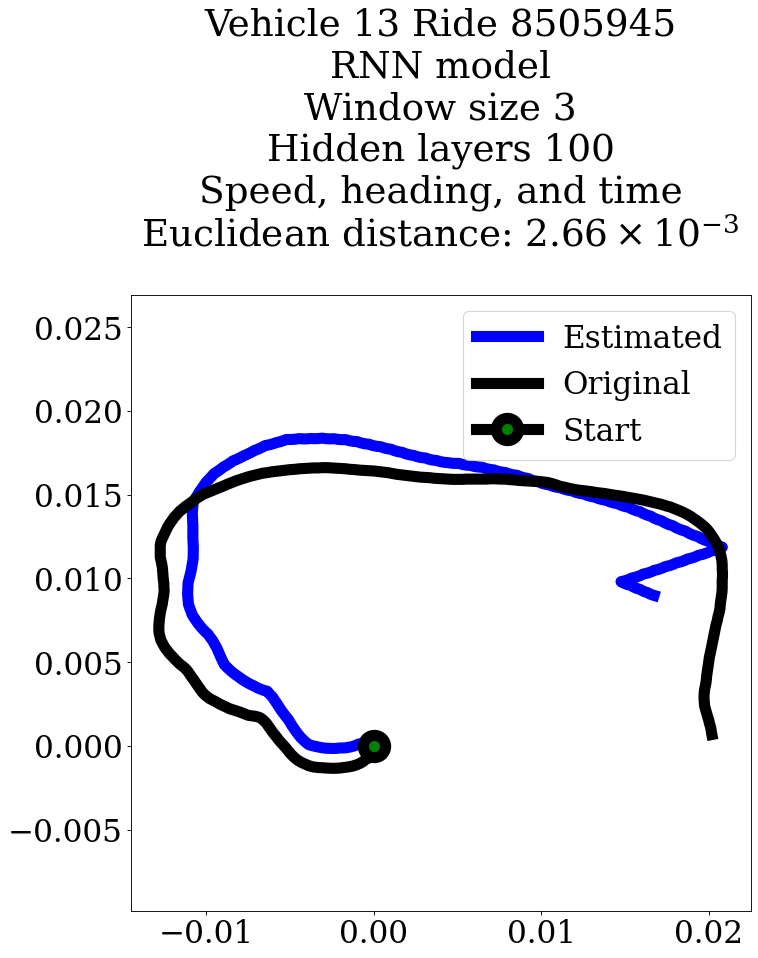 Vehicle 13 Ride 8505945
RNN model
Window size 3
Hidden layers 100
Speed, heading, and time
Euclidean distance: 2.66 × 10⁻³
Estimated
Original
Start
0.025
0.020
0.015
0.010
0.005
0.000
−0.005
−0.01 0.00 0.01 0.02